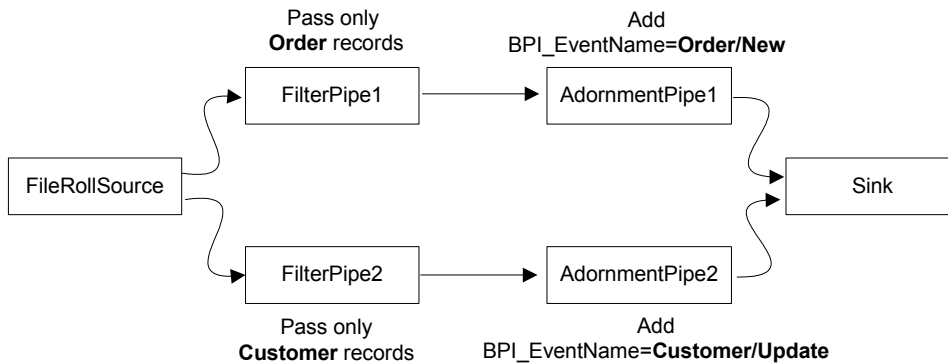 Pass only
Order records
Add
BPI_EventName=Order/New
FilterPipe1
AdornmentPipe1
FileRollSource
Sink
FilterPipe2
AdornmentPipe2
Pass only
Customer records
Add
BPI_EventName=Customer/Update